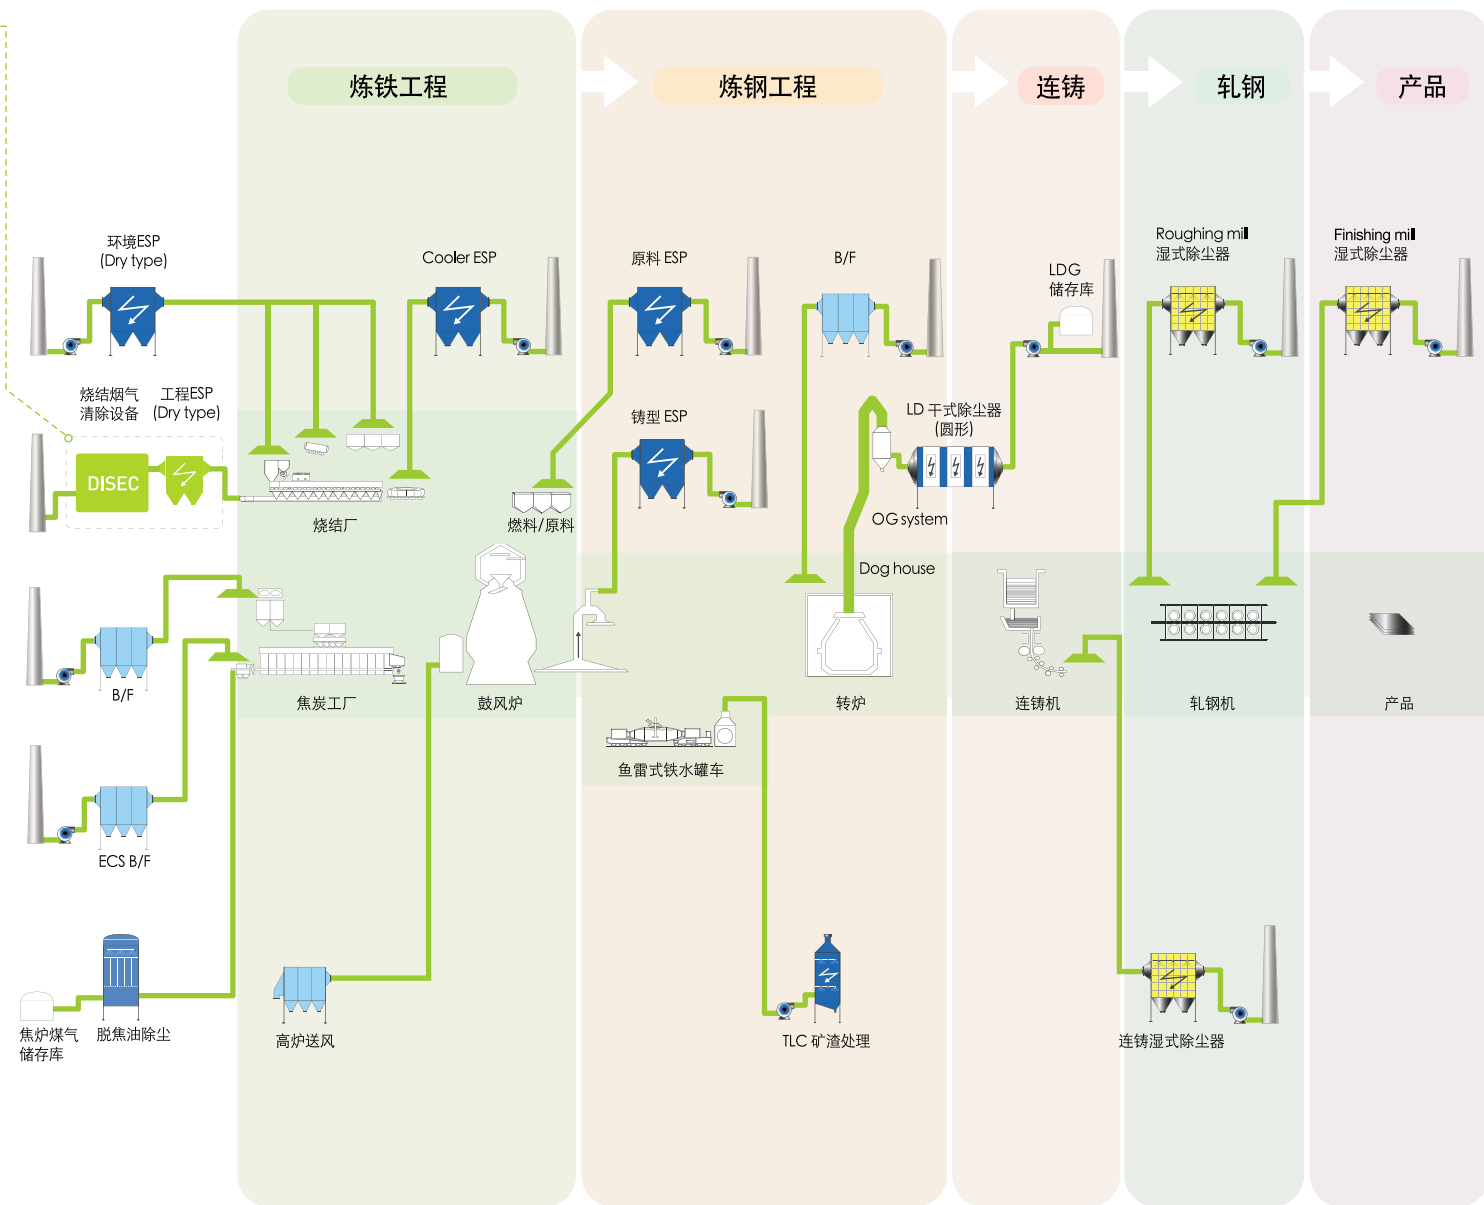 炼铁工程
炼钢工程
连铸
轧钢
产品
环境ESP
(Dry type)
Cooler ESP
原料 ESP
B/F
LDG
储存库
Roughing mill
湿式除尘器
Finishing mill
湿式除尘器
烧结烟气
清除设备
工程ESP
(Dry type)
DISEC
烧结厂
燃料/原料
铸型 ESP
LD 干式除尘器
(圆形)
OG system
Dog house
B/F
焦炭工厂
鼓风炉
转炉
连铸机
轧钢机
产品
鱼雷式铁水罐车
ECS B/F
焦炉煤气
储存库
脱焦油除尘
高炉送风
TLC 矿渣处理
连铸湿式除尘器